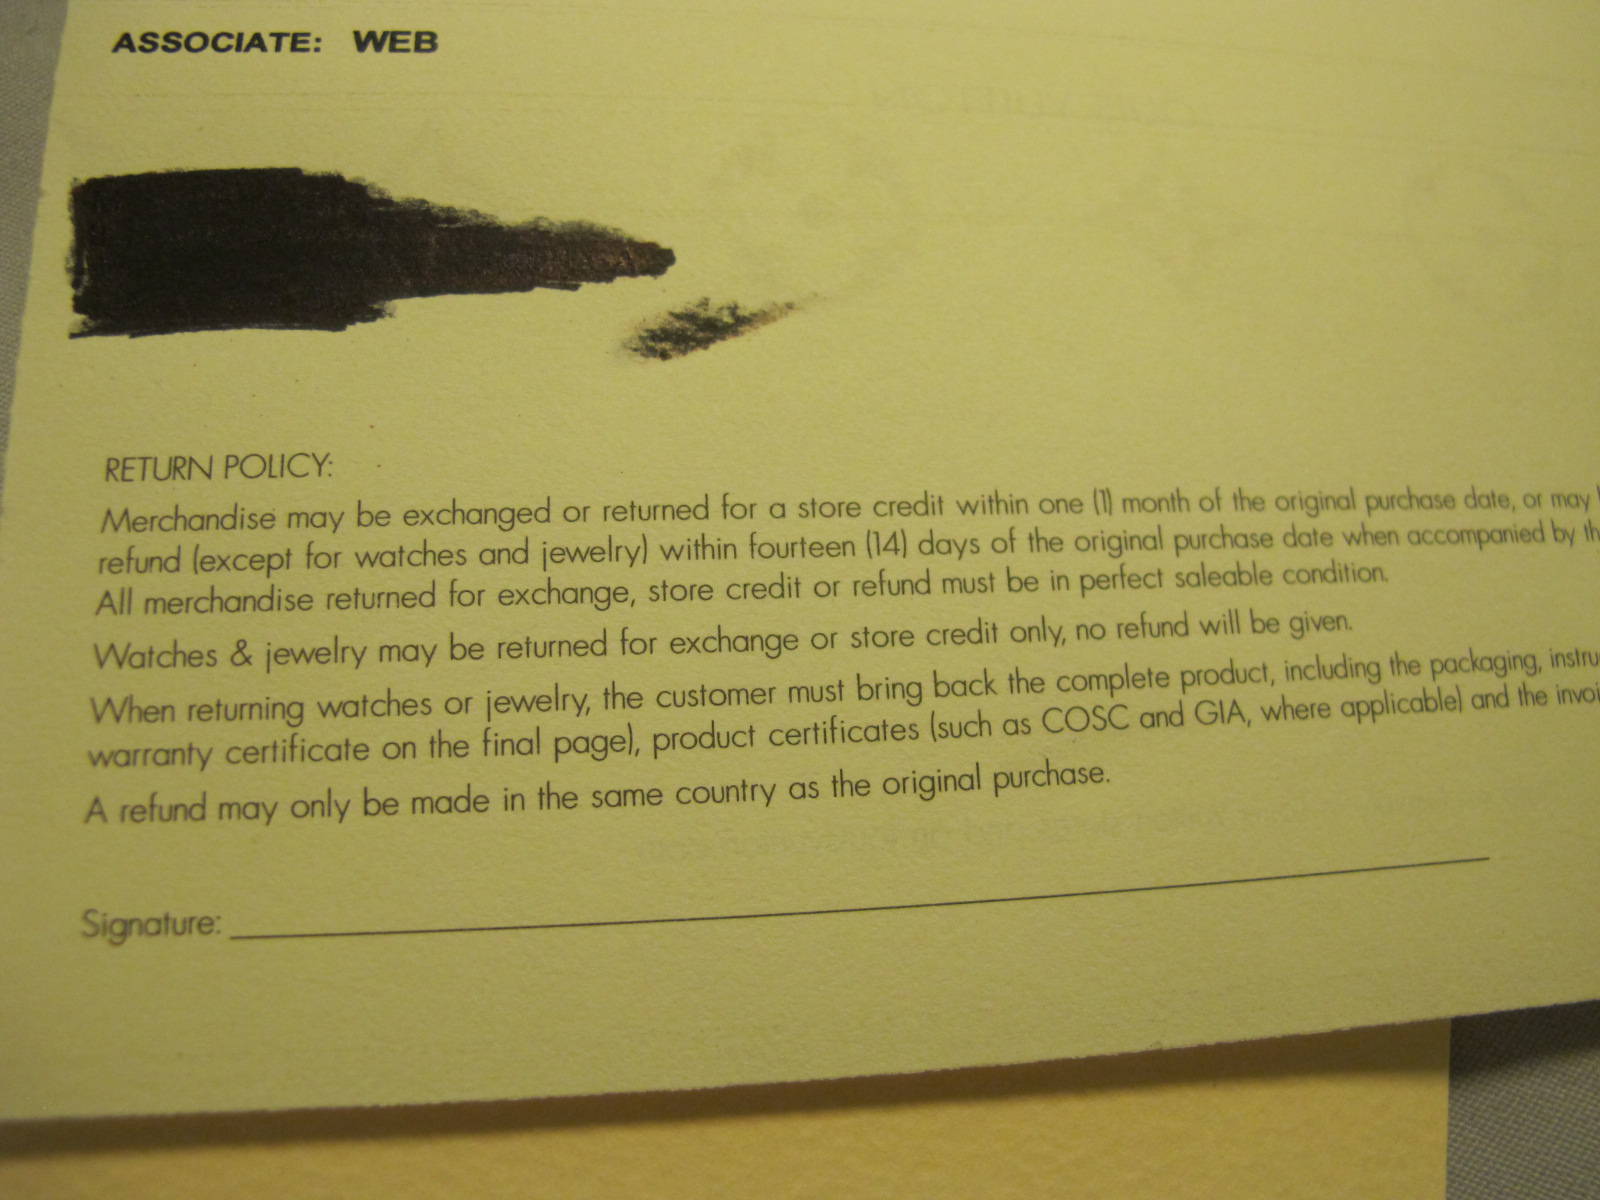 ASSOCIATE: WEB
RETURN POLICY:
Merchandise may be exchanged or returned for a store credit within one (1) month of the original purchase date, or may
refund (except for watches and jewelry) within fourteen (14) days of the original purchase date when accompanied by
All merchandise returned for exchange, store credit or refund must be in perfect saleable condition.
Watches & jewelry may be returned for exchange or store credit only, no refund will be given.
When returning watches or jewelry, the customer must bring back the complete product, including the packaging,
warranty certificate on the final page), product certificates (such as COSC and GIA, where applicable) and the
A refund may only be made in the same country as the original purchase.
Signature: